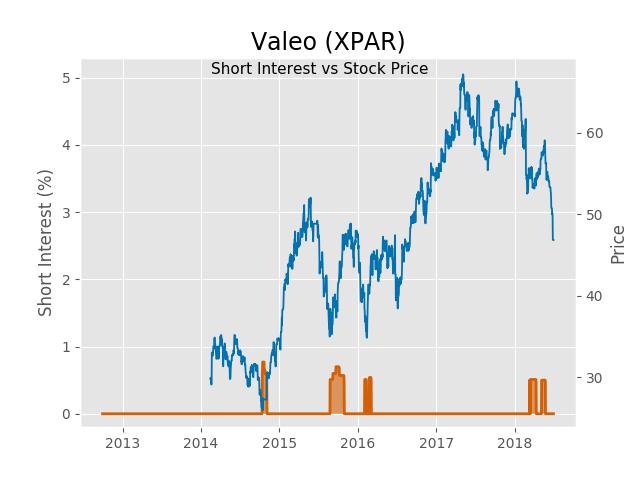 Valeo (XPAR)
Short Interest vs Stock Price
Short Interest (%)
5
4
3
2
1
0
60
50
40
30
Price
2013 2014 2015 2016 2017 2018